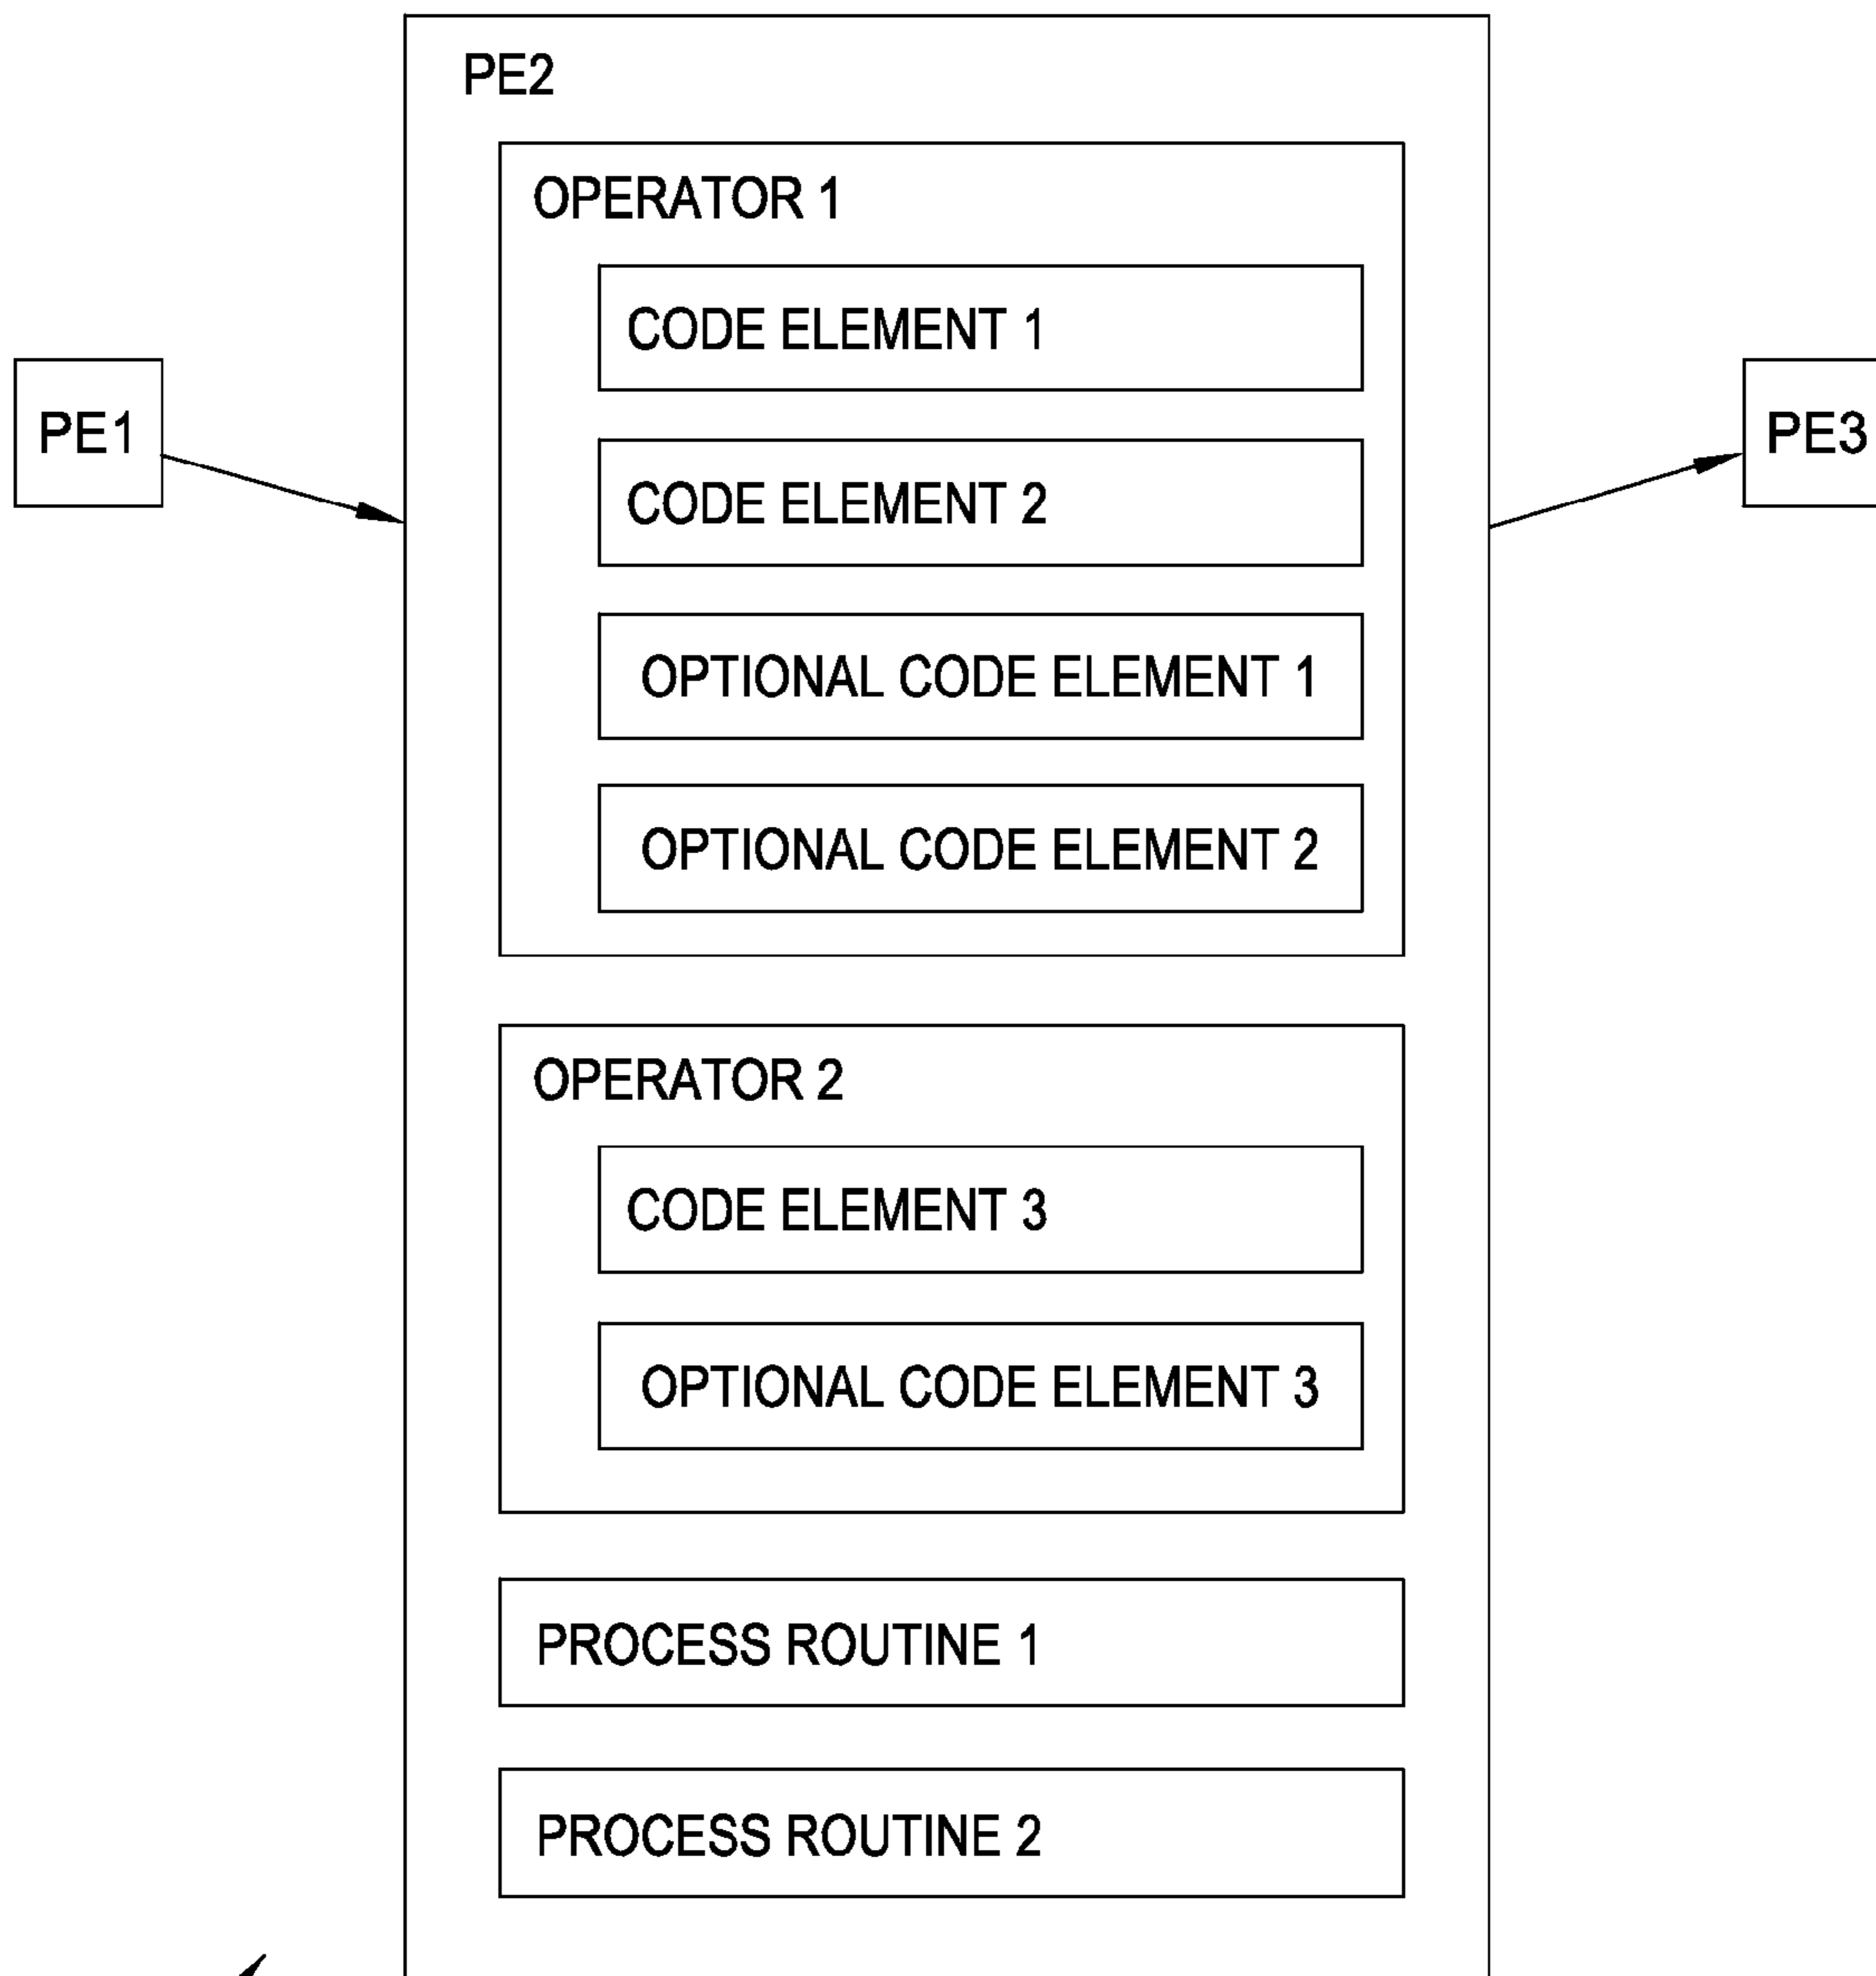 PE2
OPERATOR 1
CODE ELEMENT 1
PE1
PE3
CODE ELEMENT 2
OPTIONAL CODE ELEMENT 1
OPTIONAL CODE ELEMENT 2
OPERATOR 2
CODE ELEMENT 3
OPTIONAL CODE ELEMENT 3
PROCESS ROUTINE 1
PROCESS ROUTINE 2